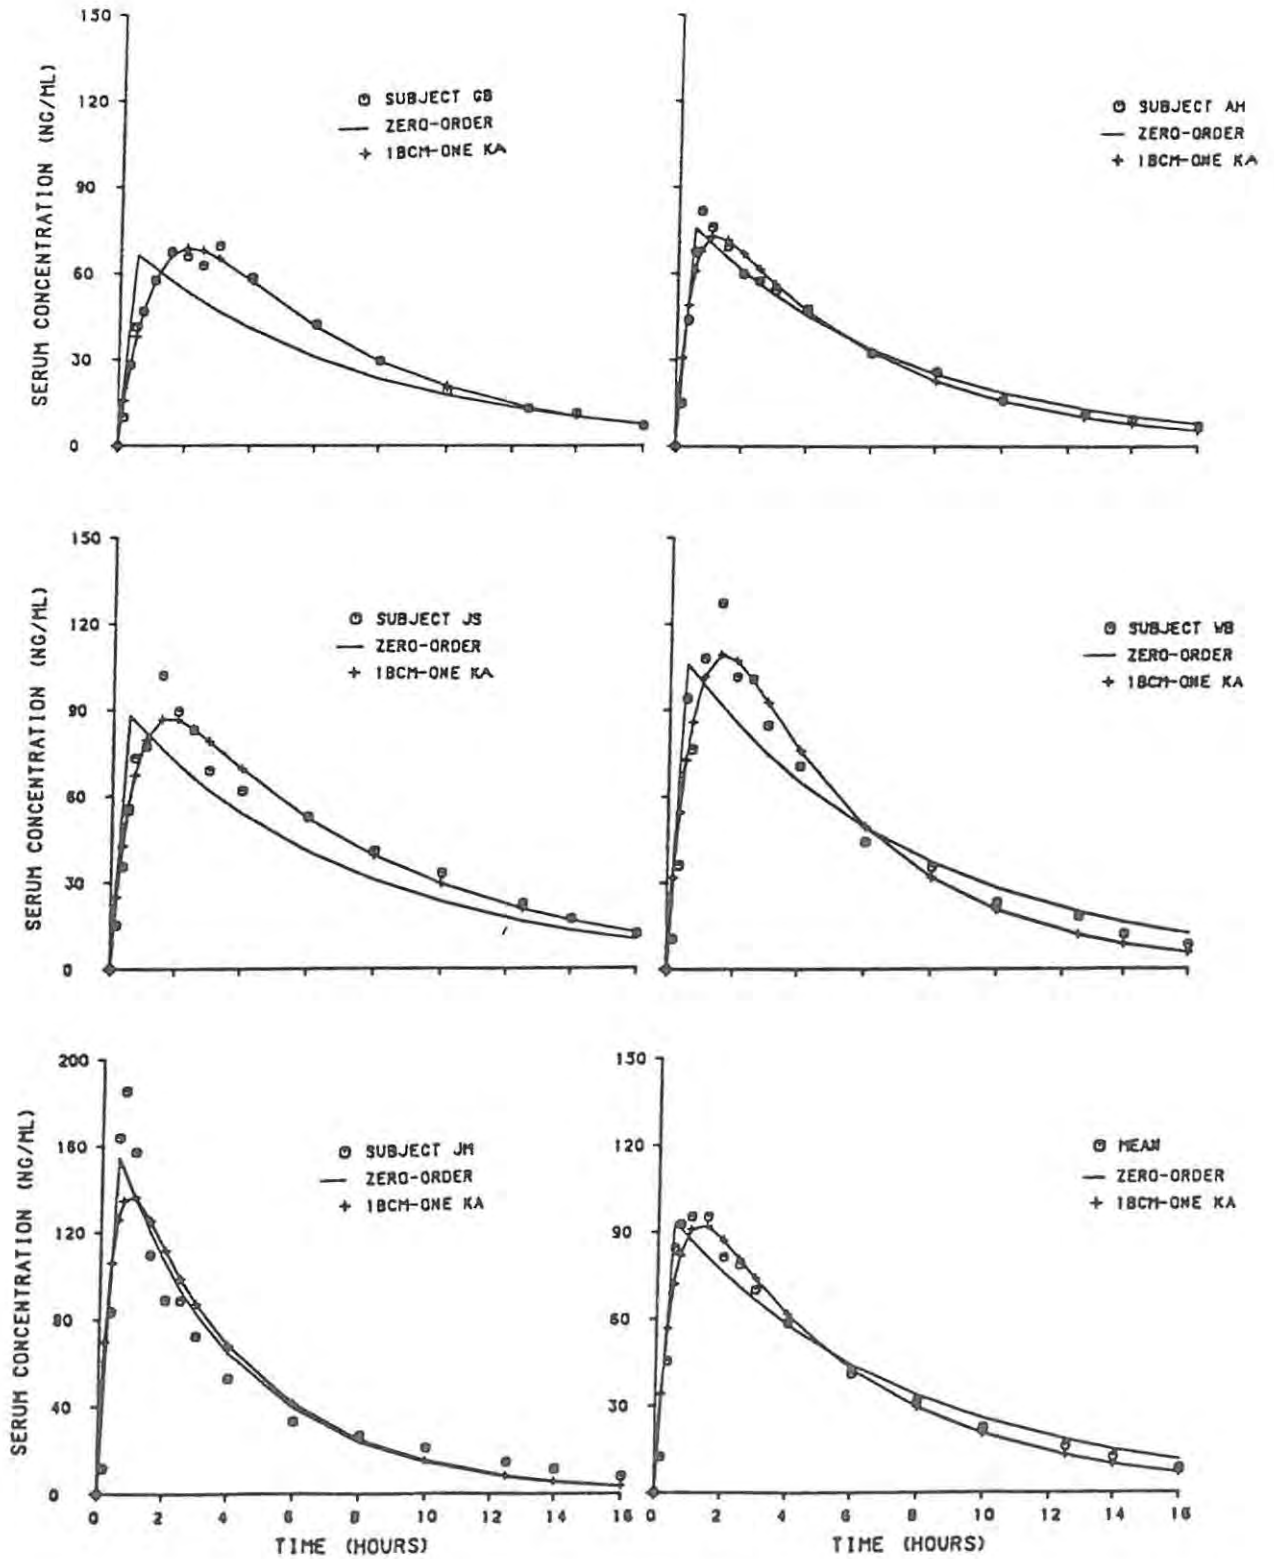 150
120
90
60
30
0
SERUM CONCENTRATION (NG/ML)
SUBJECT GB
ZERO-ORDER
1BCM-ONE KA
SUBJECT AH
ZERO-ORDER
1BCM-ONE KA
150
120
90
60
30
0
SERUM CONCENTRATION (NG/ML)
SUBJECT JS
ZERO-ORDER
1BCM-ONE KA
SUBJECT WB
ZERO-ORDER
1BCM-ONE KA
200
160
120
80
40
0
SERUM CONCENTRATION (NG/ML)
SUBJECT JM
ZERO-ORDER
1BCM-ONE KA
0 2 4 6 8 10 12 14 16
TIME (HOURS)
150
120
90
60
30
0
MEAN
ZERO-ORDER
1BCM-ONE KA
0 2 4 6 8 10 12 14 16
TIME (HOURS)